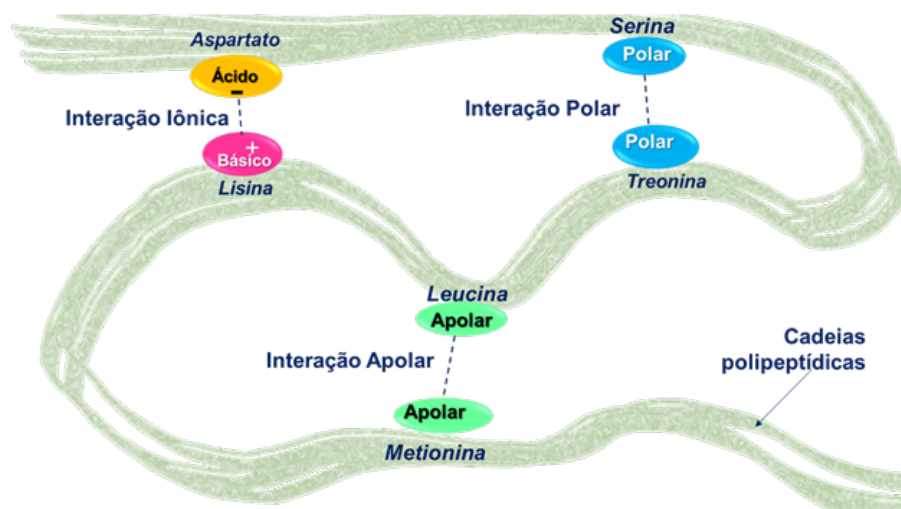 Aspartato
Ácido
-
Interação Iônica
+
Básico
Lisina
Serina
Polar
Interação Polar
Polar
Treonina
Leucina
Apolar
Interação Apolar
Apolar
Metionina
Cadeias
polipeptídicas